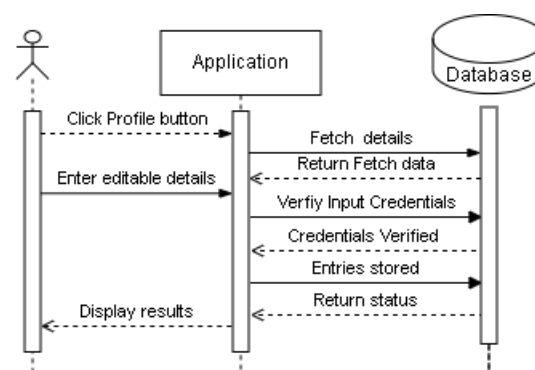 Application
Database
Click Profile button
Fetch details
Return Fetch data
Enter editable details
Verfiy Input Credentials
Credentials Verified
Entries stored
Return status
Display results